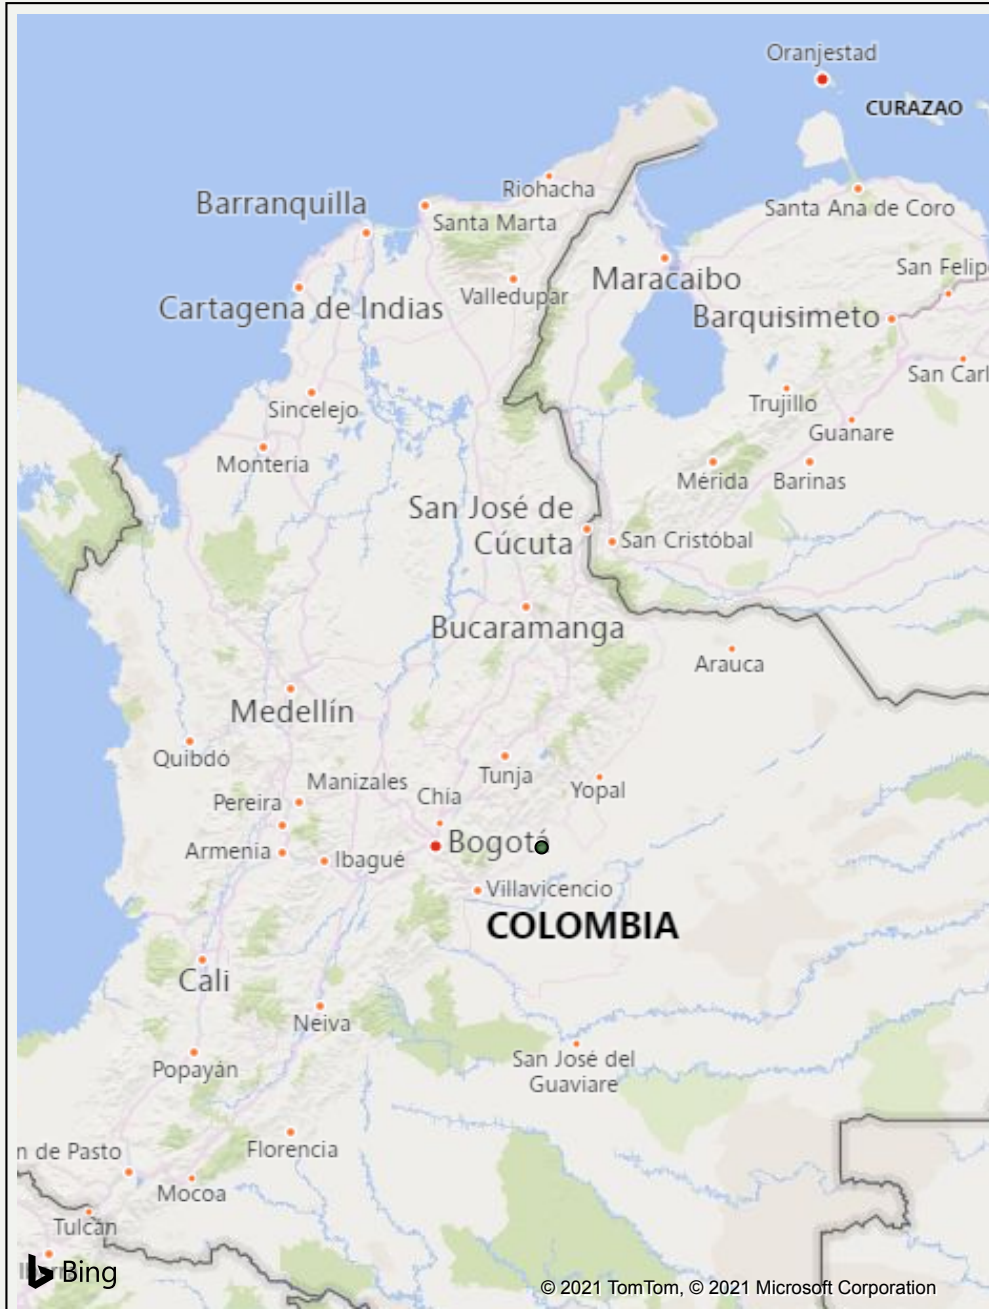 Oranjestad
CURAZAO
Riohacha
Barranquilla
Santa Marta
Santa Ana de Coro
San Felip
Maracaibo
Valledupar
Cartagena de Indias
Barquisimeto
San Carl
Trujillo
Sincelejo
Guanare
Montería
Mérida
Barinas
San José de
Cúcuta
San Cristóbal
Bucaramanga
Arauca
Medellín
Quibdó
Tunja
Manizales
Yopal
Chía
Pereira
Bogotá
Armenia
Ibagué
Villavicencio
COLOMBIA
Cali
Neiva
San José del
Guaviare
Popayán
Florencia
n de Pasto
Mocoa
Tulcán
Bing
© 2021 TomTom, © 2021 Microsoft Corporation